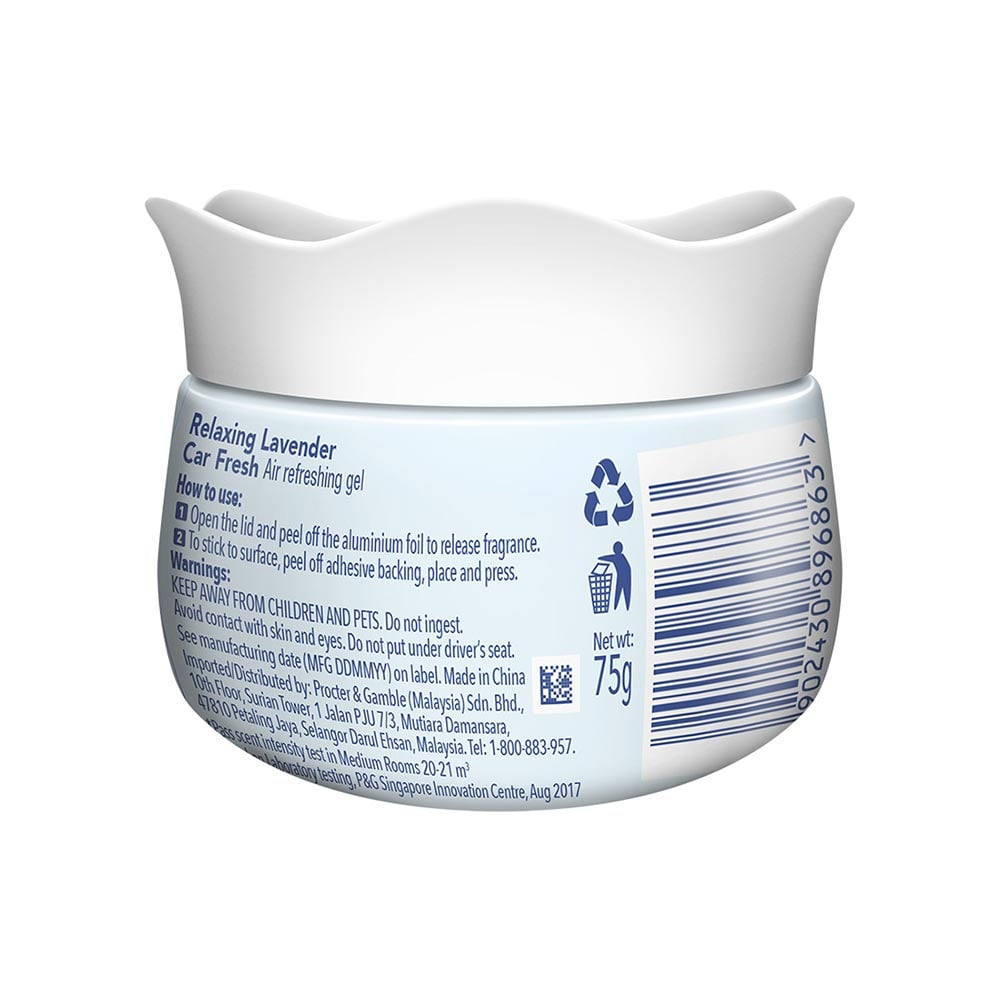 Relaxing Lavender
Car Fresh Air refreshing gel
How to use:
1 Open the lid and peel off the aluminium foil to release fragrance.
2 To stick to surface, peel off adhesive backing, place and press.
Warnings:
KEEP AWAY FROM CHILDREN AND PETS. Do not ingest.
Avoid contact with skin and eyes. Do not put under driver's seat.
See manufacturing date (MFG DDMMYY) on label. Made in China
Imported/Distributed by: Procter & Gamble (Malaysia) Sdn. Bhd.,
10th Floor, Surian Tower, 1 Jalan PJU 7/3, Mutiara Damansara,
47810 Petaling Jaya, Selangor Darul Ehsan, Malaysia. Tel: 1-800-883-957.
Pass scent intensity test in Medium Rooms 20-21 m³
Laboratory testing, P&G Singapore Innovation Centre, Aug 2017
Net wt:
75g
902430 896863 >